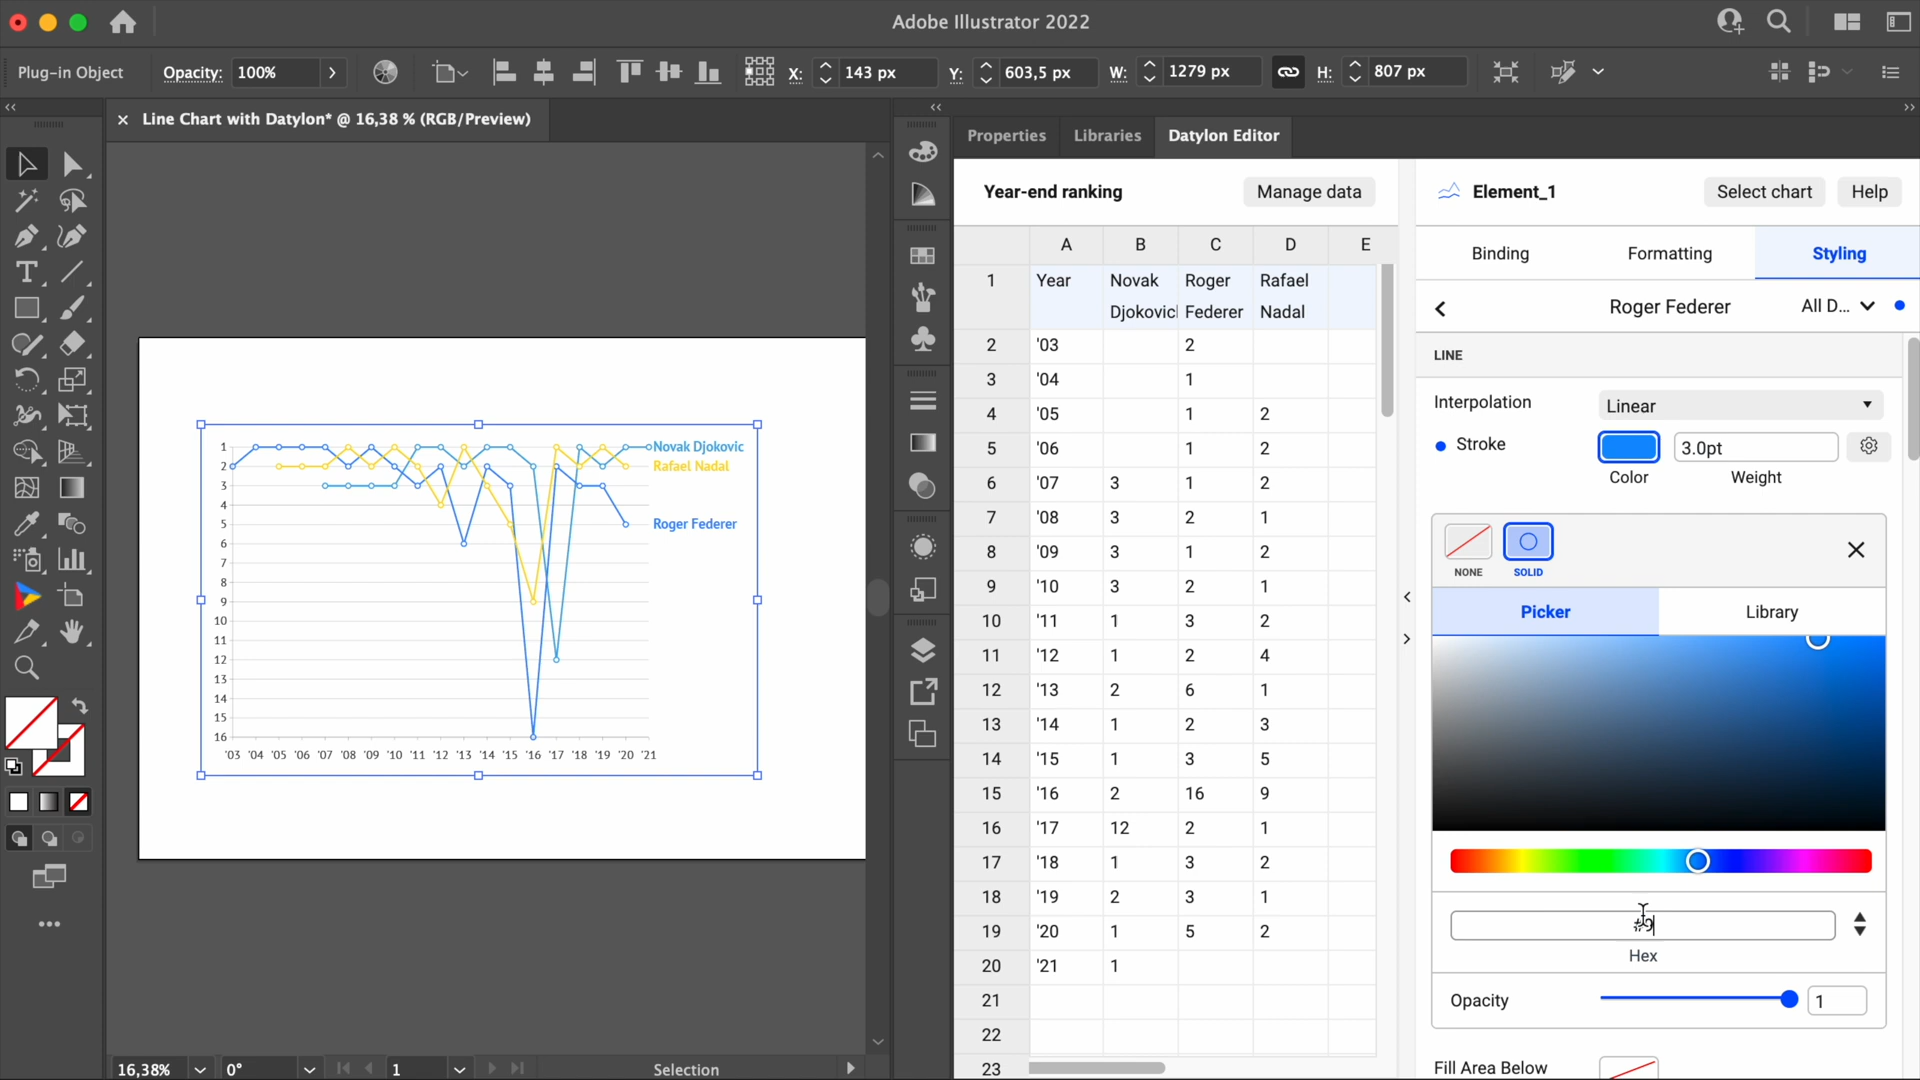 Adobe Illustrator 2022
Plug-in Object
Opacity: 100%
X: 143 px
Y: 603,5 px
W: 1279 px
H: 807 px
Line Chart with Datylon* @ 16,38 % (RGB/Preview)
Properties
Libraries
Datylon Editor
Year-end ranking
Manage data
Element_1
Select chart
Help
Binding
Formatting
Styling
Roger Federer
All D...
A B C D E
1 Year Novak Djokovic Roger Federer Rafael Nadal
2 '03 2
3 '04 1
4 '05 1 2
5 '06 1 2
6 '07 3 1 2
7 '08 3 2 1
8 '09 3 1 2
9 '10 3 2 1
10 '11 1 3 2
11 '12 1 2 4
12 '13 2 6 1
13 '14 1 2 3
14 '15 1 3 5
15 '16 2 16 9
16 '17 12 2 1
17 '18 1 3 2
18 '19 2 3 1
19 '20 1 5 2
20 '21 1
21
22
23
LINE
Interpolation
Linear
Stroke
3.0pt
Color
Weight
NONE
SOLID
Picker
Library
#9
Hex
Opacity
1
Fill Area Below
1
2
3
4
5
6
7
8
9
10
11
12
13
14
15
16
'03 '04 '05 '06 '07 '08 '09 '10 '11 '12 '13 '14 '15 '16 '17 '18 '19 '20 '21
Novak Djokovic
Rafael Nadal
Roger Federer
16,38%
0°
1
Selection